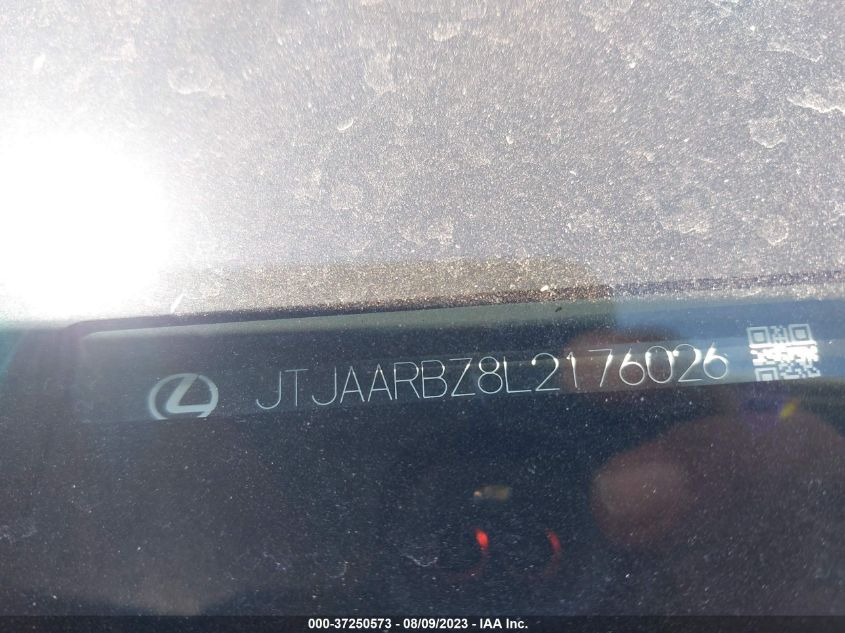 JTJAARBZ8L2176026
000-37250573 - 08/09/2023 - IAA Inc.